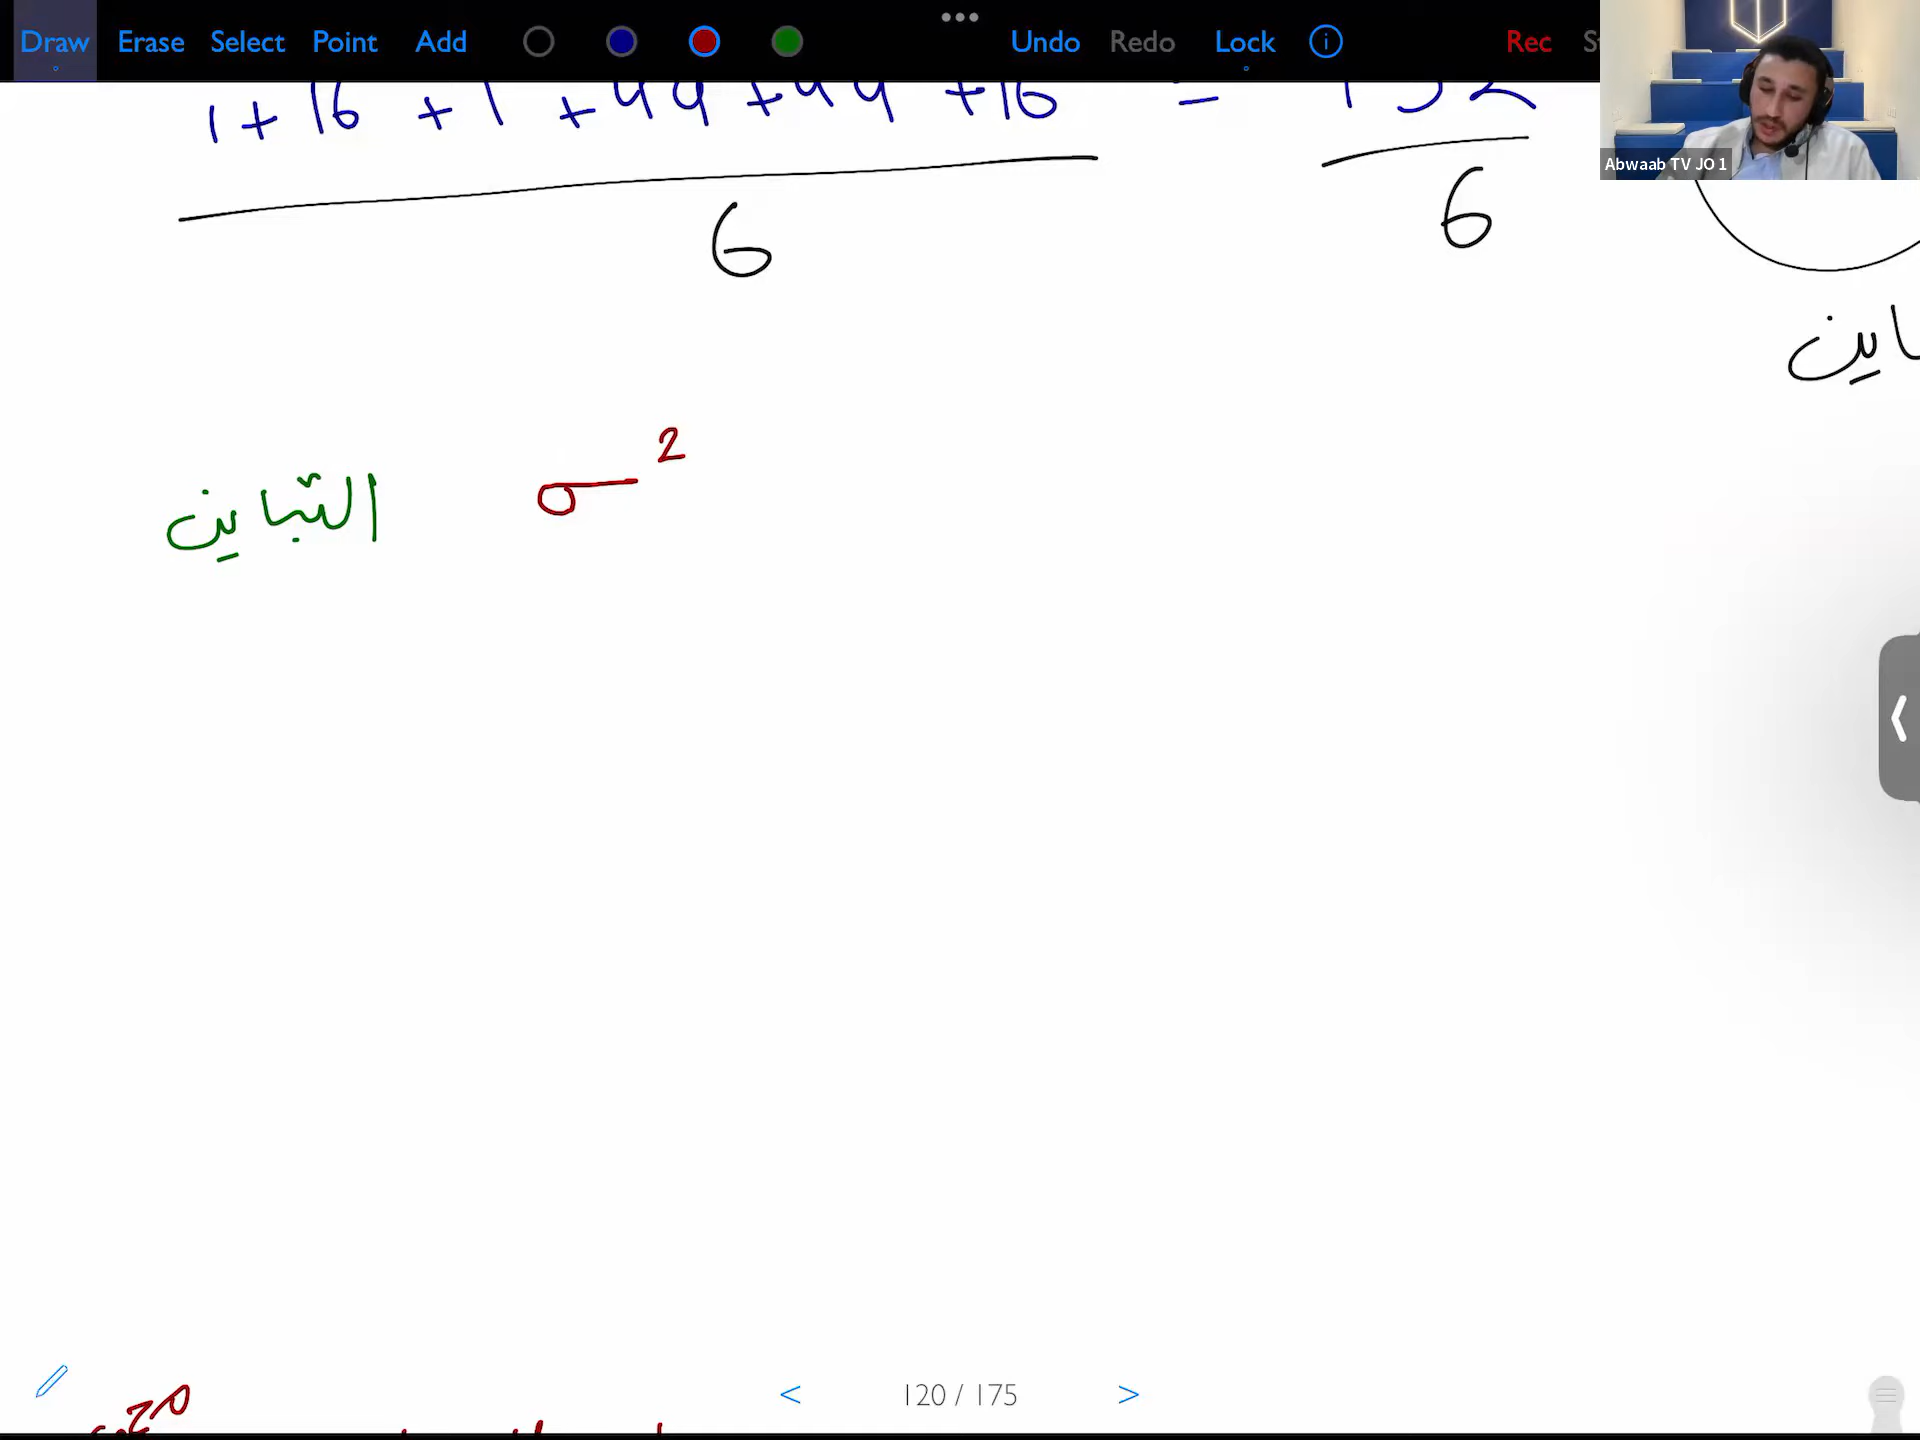 Draw Erase Select Point Add Undo Redo Lock Rec
Abwaab TV JO 1
1 + 16 + 1 + 49 + 49 + 16 = 132
6 6
التباين σ²
120 / 175